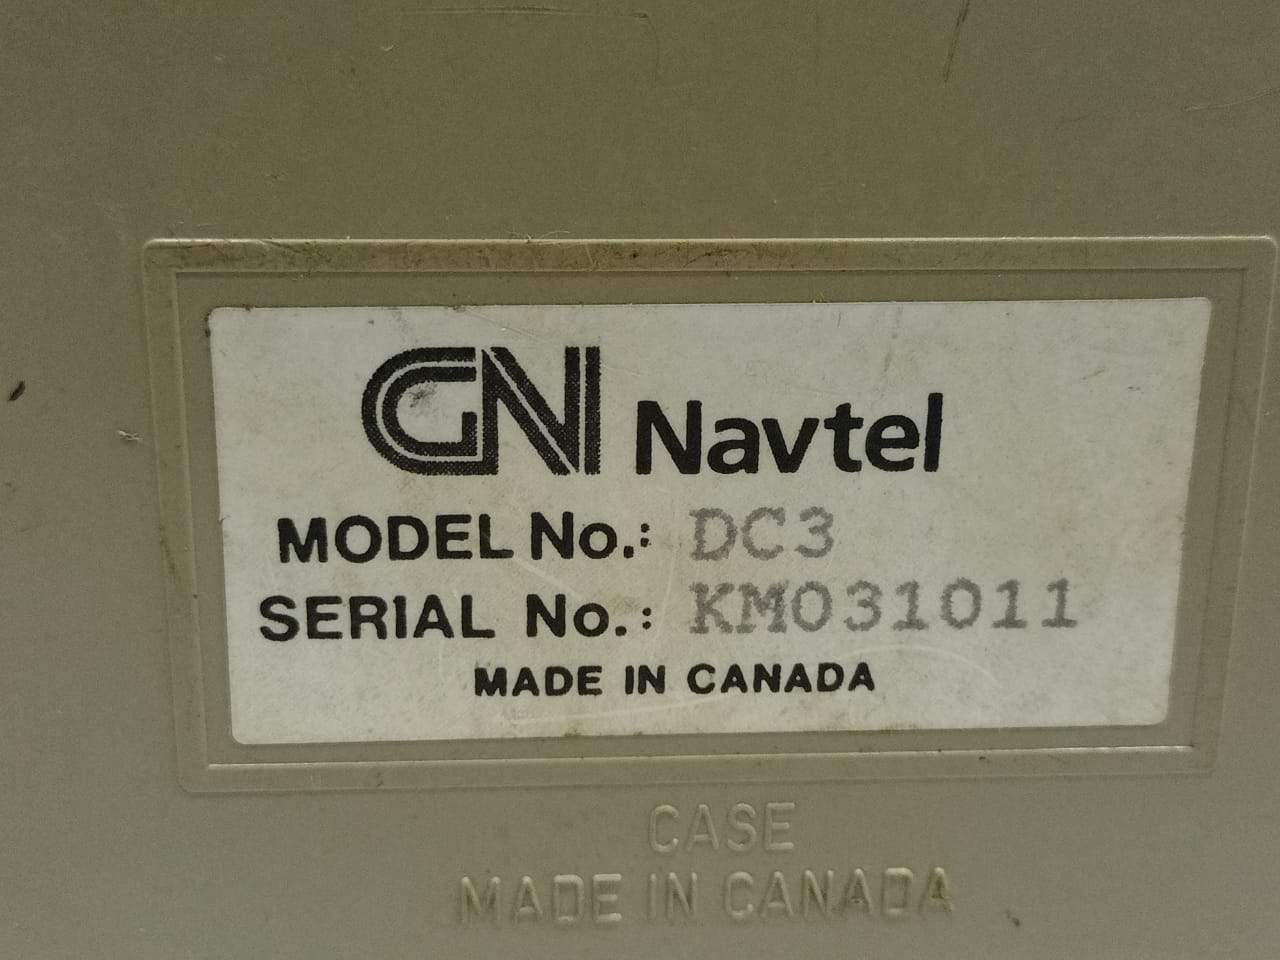 GN Navtel
MODEL No.: DC3
SERIAL No.: KM031011
MADE IN CANADA
CASE
MADE IN CANADA